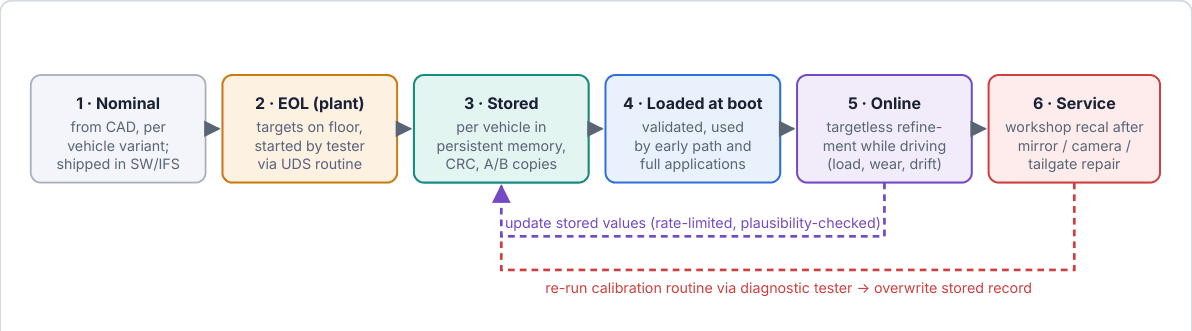 1 · Nominal
from CAD, per
vehicle variant;
shipped in SW/IFS
2 · EOL (plant)
targets on floor,
started by tester
via UDS routine
3 · Stored
per vehicle in
persistent memory,
CRC, A/B copies
4 · Loaded at boot
validated, used
by early path and
full applications
5 · Online
targetless refine-
ment while driving
(load, wear, drift)
6 · Service
workshop recal after
mirror / camera /
tailgate repair
update stored values (rate-limited, plausibility-checked)
re-run calibration routine via diagnostic tester → overwrite stored record